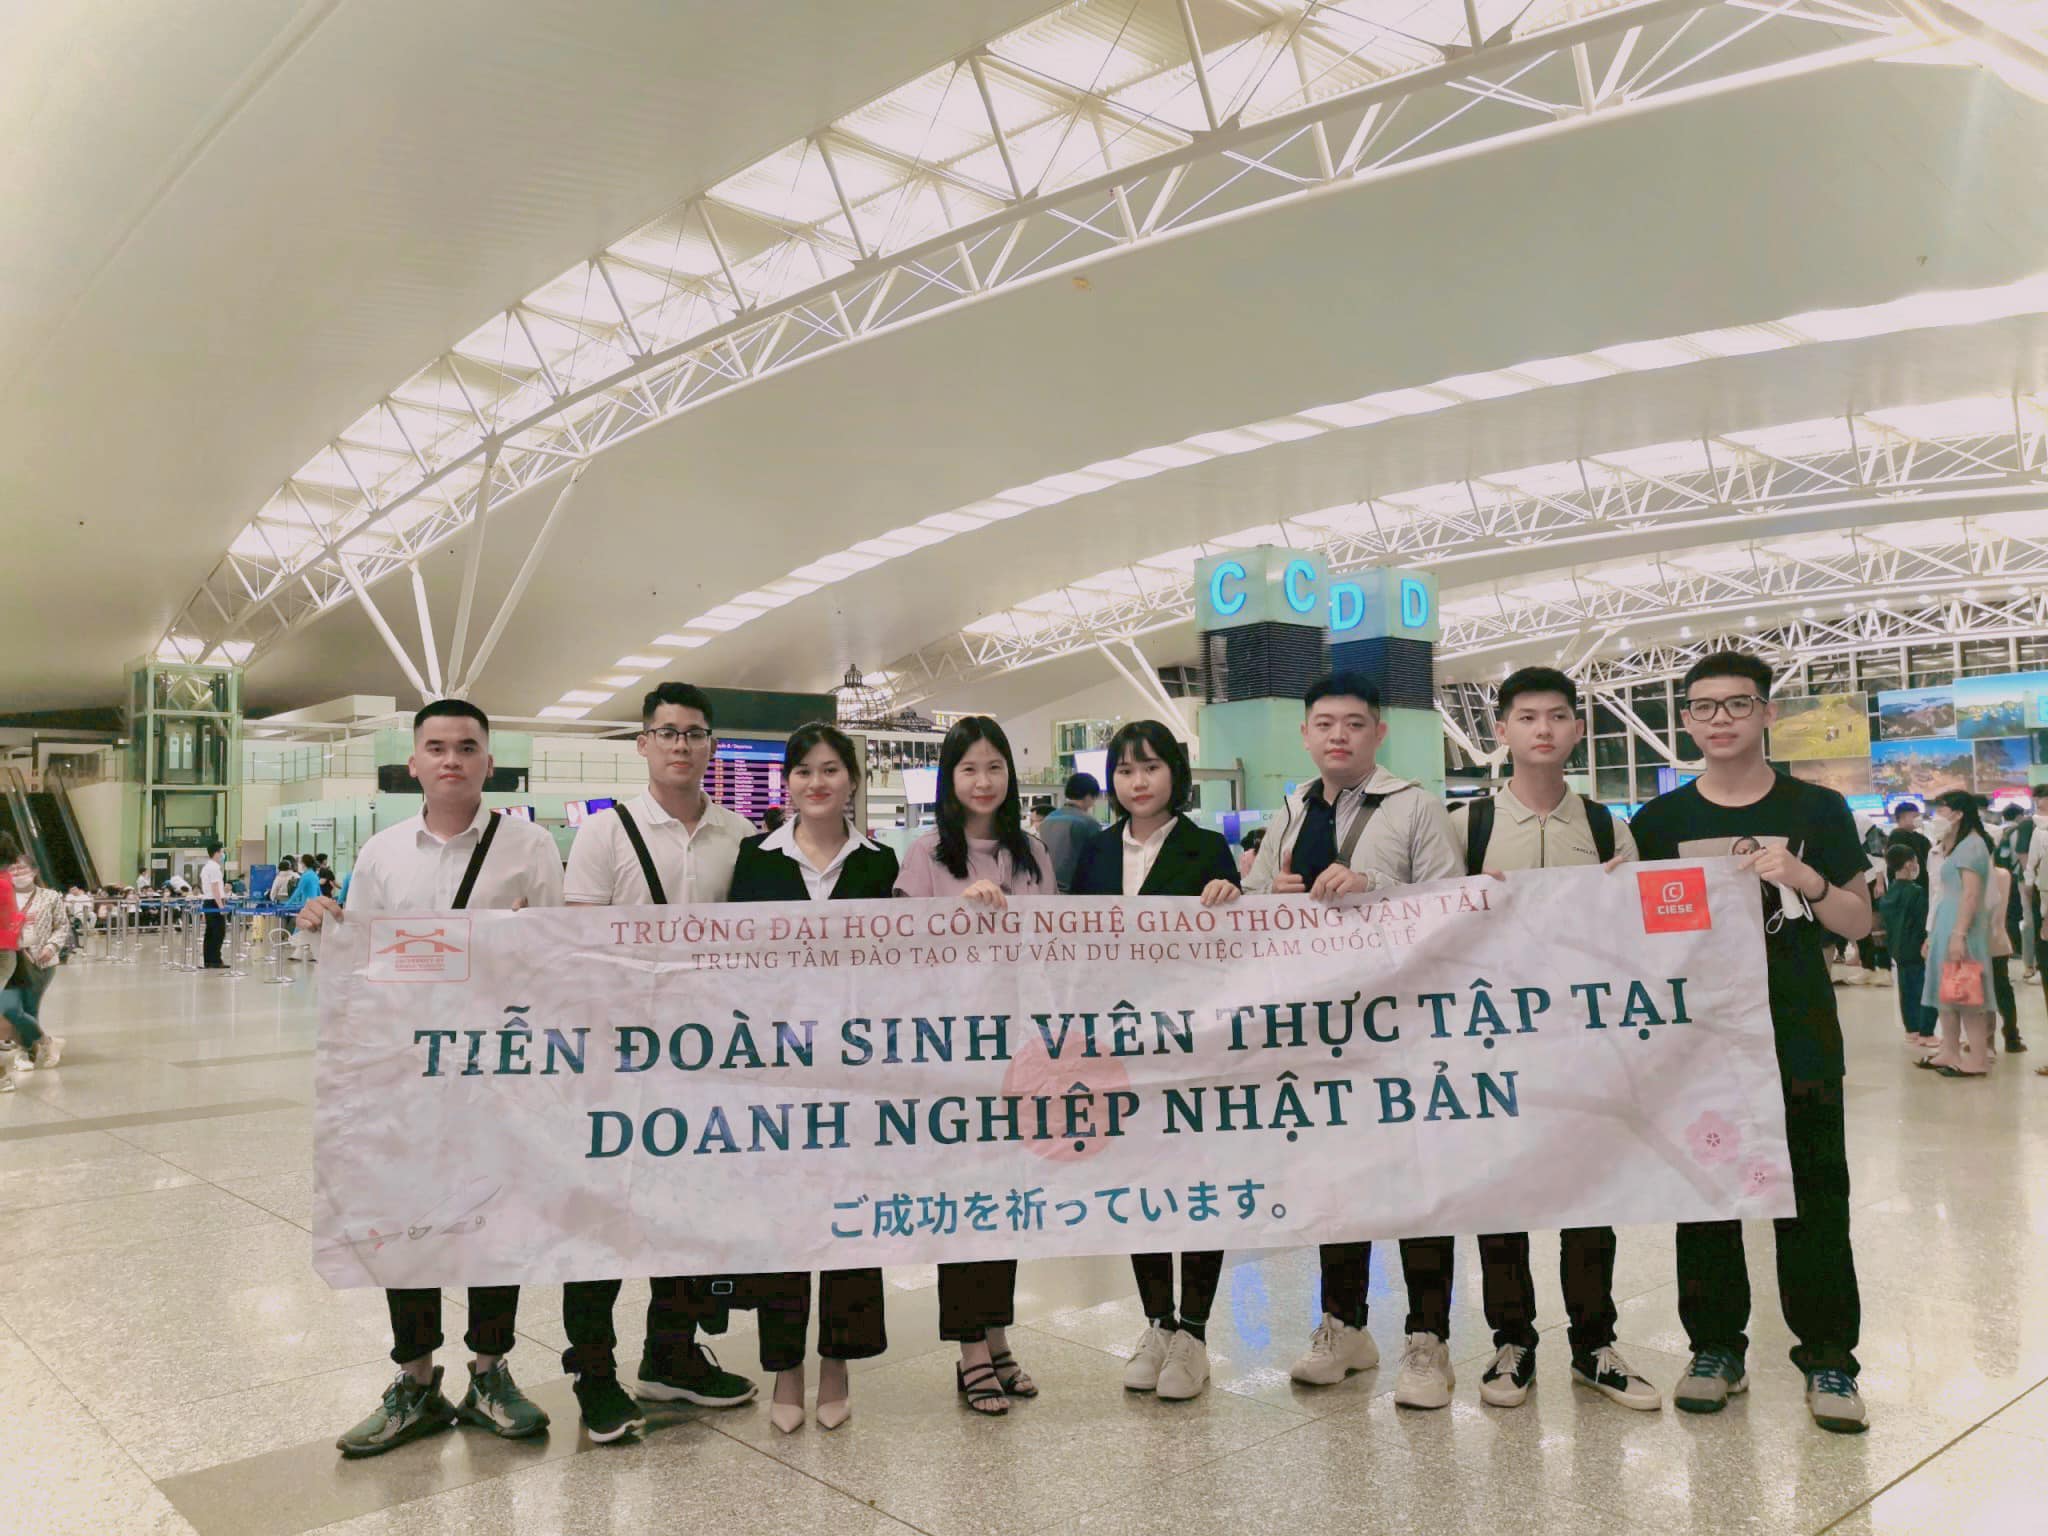 C C D D
TRƯỜNG ĐẠI HỌC CÔNG NGHỆ GIAO THÔNG VẬN TẢI
CIESE
TRUNG TÂM ĐÀO TẠO & TƯ VẤN DU HỌC VIỆC LÀM QUỐC TẾ
TIỄN ĐOÀN SINH VIÊN THỰC TẬP TẠI
DOANH NGHIỆP NHẬT BẢN
ご成功を祈っています。